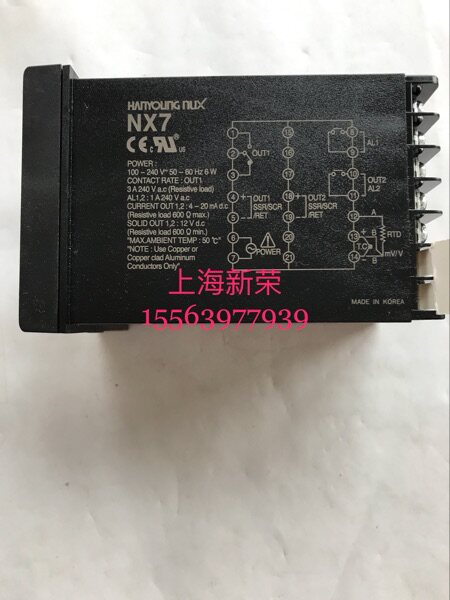 HANYOUNG nux
NX7
CE c UL us
POWER :
100 ~ 240 V~ 50 ~ 60 Hz 6 W
CONTACT RATE : OUT1
3 A 240 V a.c (Resistive load)
AL1,2 : 1 A 240 V a.c
CURRENT OUT 1,2 : 4 ~ 20 mA d.c
(Resistive load 600 Ω max.)
SOLID OUT 1,2 : 12 V d.c
(Resistive load 600 Ω min.)
*MAX.AMBIENT TEMP : 50 ℃"
"NOTE : Use Copper or
Copper clad Aluminum
Conductors Only"
1 15 8
AL1
2 OUT1 16 9
3 17 10
OUT2
AL2
4 OUT1 18 OUT2 11
SSR/SCR
/RET
SSR/SCR
/RET
5 19 12 A
6 20 13 B RTD
POWER
T.C
mV/V
7 21 14 B
MADE IN KOREA
上海新荣
15563977939